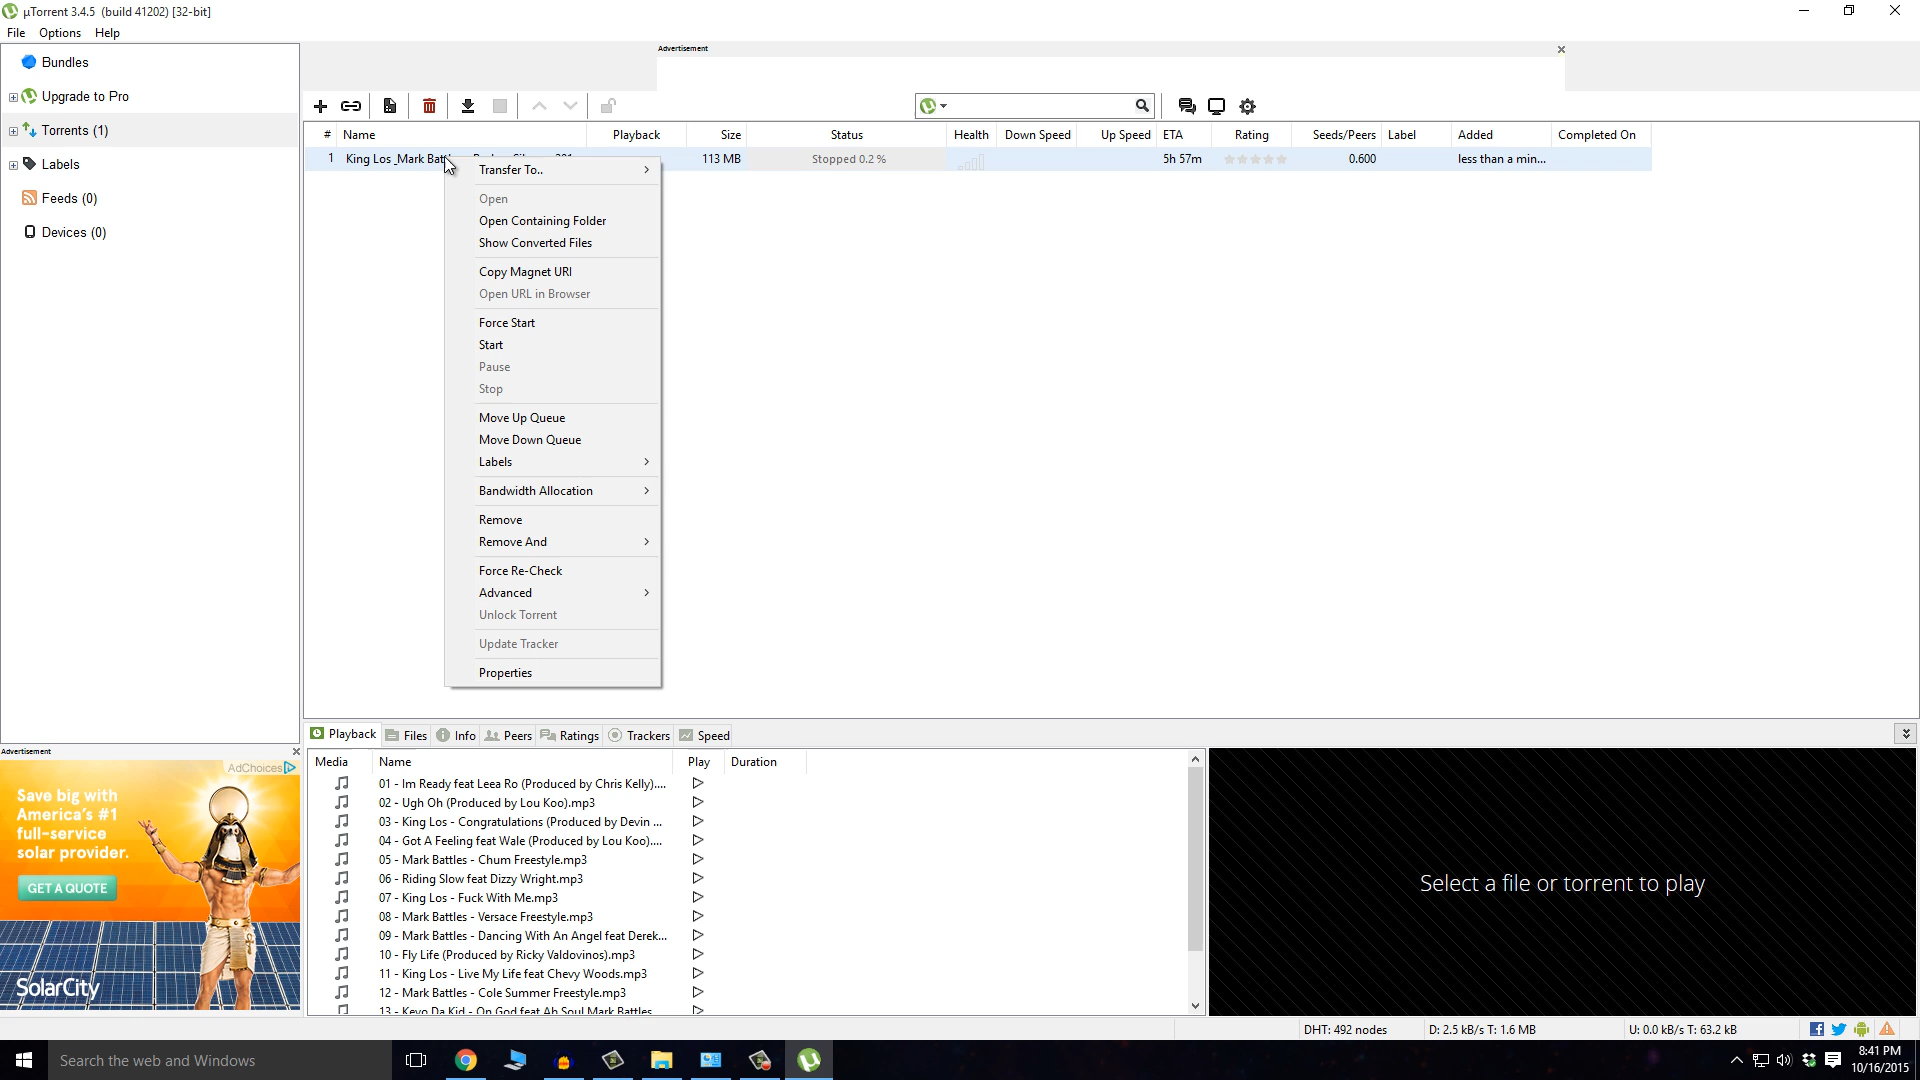 µTorrent 3.4.5 (build 41202) [32-bit]
File Options Help
Advertisement
Bundles
Upgrade to Pro
Torrents (1)
Labels
Feeds (0)
Devices (0)
# Name Playback Size Status Health Down Speed Up Speed ETA Rating Seeds/Peers Label Added Completed On
1 King Los _Mark 113 MB Stopped 0.2 % 5h 57m 0.600 less than a min...
Transfer To..
Open
Open Containing Folder
Show Converted Files
Copy Magnet URI
Open URL in Browser
Force Start
Start
Pause
Stop
Move Up Queue
Move Down Queue
Labels
Bandwidth Allocation
Remove
Remove And
Force Re-Check
Advanced
Unlock Torrent
Update Tracker
Properties
Playback Files Info Peers Ratings Trackers Speed
Media Name Play Duration
01 - Im Ready feat Leea Ro (Produced by Chris Kelly)....
02 - Ugh Oh (Produced by Lou Koo).mp3
03 - King Los - Congratulations (Produced by Devin ...
04 - Got A Feeling feat Wale (Produced by Lou Koo)....
05 - Mark Battles - Chum Freestyle.mp3
06 - Riding Slow feat Dizzy Wright.mp3
07 - King Los - Fuck With Me.mp3
08 - Mark Battles - Versace Freestyle.mp3
09 - Mark Battles - Dancing With An Angel feat Derek...
10 - Fly Life (Produced by Ricky Valdovinos).mp3
11 - King Los - Live My Life feat Chevy Woods.mp3
12 - Mark Battles - Cole Summer Freestyle.mp3
13 - Kevo Da Kid - On God feat Ab Soul Mark Battles
Select a file or torrent to play
Advertisement
AdChoices
Save big with
America's #1
full-service
solar provider.
GET A QUOTE
SolarCity
DHT: 492 nodes D: 2.5 kB/s T: 1.6 MB U: 0.0 kB/s T: 63.2 kB
Search the web and Windows
8:41 PM
10/16/2015